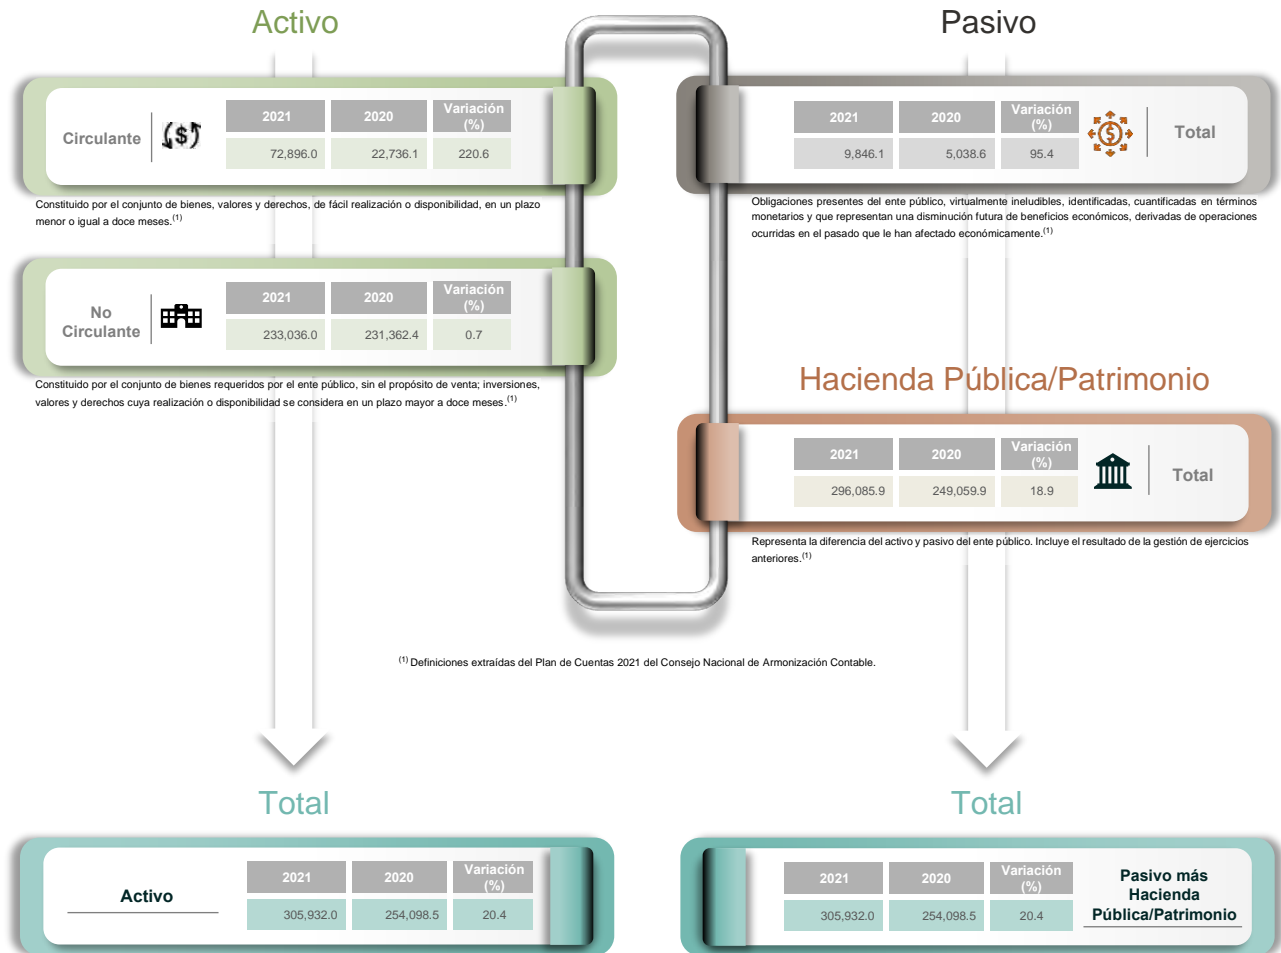 Activo
Circulante
2021 2020 Variación (%)
72,896.0 22,736.1 220.6
Constituido por el conjunto de bienes, valores y derechos, de fácil realización o disponibilidad, en un plazo
menor o igual a doce meses.(1)
No
Circulante
2021 2020 Variación (%)
233,036.0 231,362.4 0.7
Constituido por el conjunto de bienes requeridos por el ente público, sin el propósito de venta; inversiones,
valores y derechos cuya realización o disponibilidad se considera en un plazo mayor a doce meses.(1)
Pasivo
2021 2020 Variación (%)
9,846.1 5,038.6 95.4
Total
Obligaciones presentes del ente público, virtualmente ineludibles, identificadas, cuantificadas en términos
monetarios y que representan una disminución futura de beneficios económicos, derivadas de operaciones
ocurridas en el pasado que le han afectado económicamente.(1)
Hacienda Pública/Patrimonio
2021 2020 Variación (%)
296,085.9 249,059.9 18.9
Total
Representa la diferencia del activo y pasivo del ente público. Incluye el resultado de la gestión de ejercicios
anteriores.(1)
(1) Definiciones extraídas del Plan de Cuentas 2021 del Consejo Nacional de Armonización Contable.
Total
Activo
2021 2020 Variación (%)
305,932.0 254,098.5 20.4
Total
2021 2020 Variación (%)
305,932.0 254,098.5 20.4
Pasivo más
Hacienda
Pública/Patrimonio